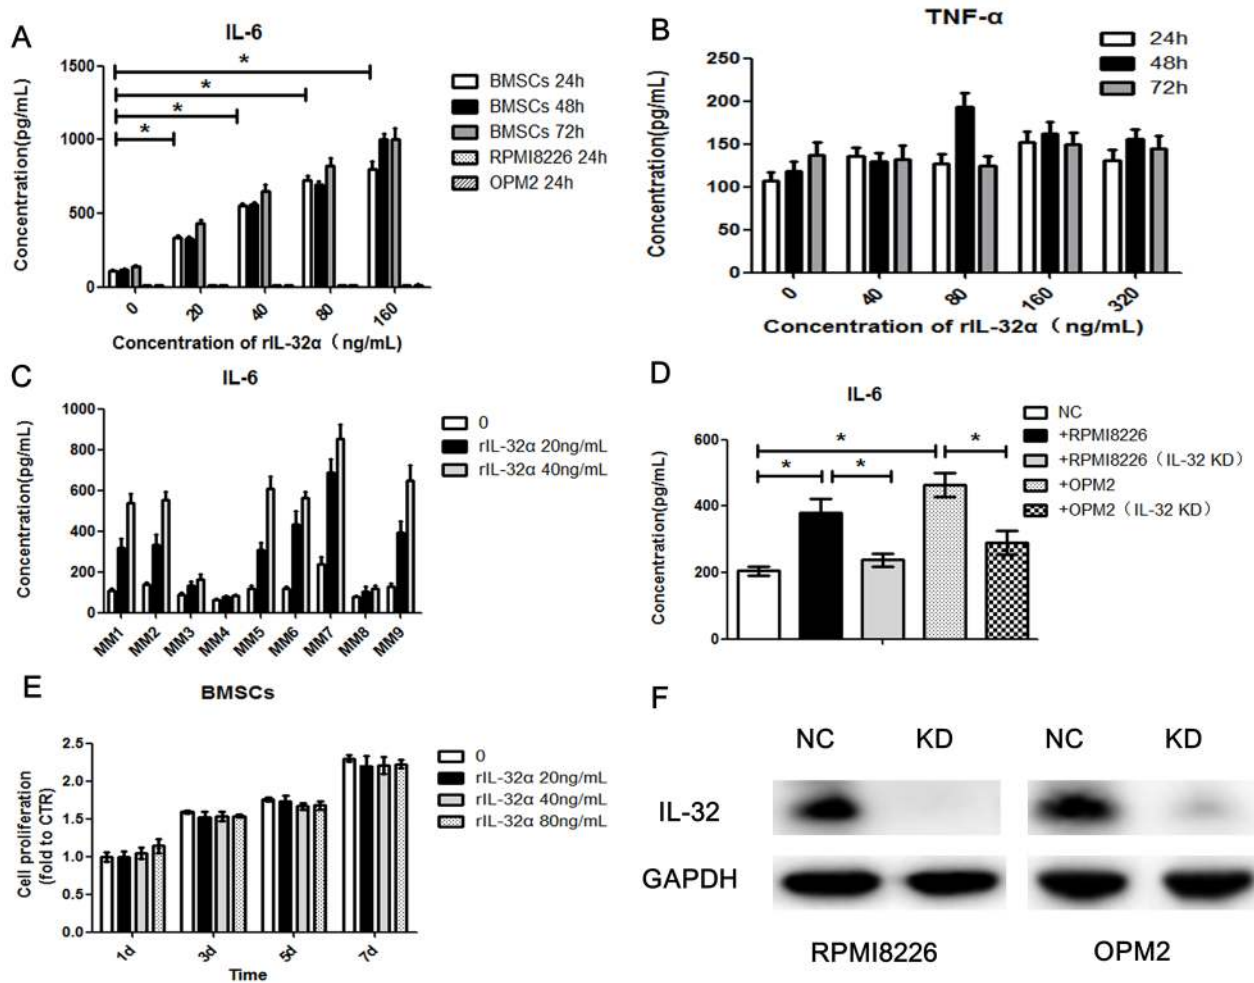 A
IL-6
*
*
*
*
1500
1000
500
0
Concentration(pg/mL)
0
20
40
80
160
Concentration of rIL-32α（ng/mL)
BMSCs 24h
BMSCs 48h
BMSCs 72h
RPMI8226 24h
OPM2 24h
B
TNF-α
250
200
150
100
50
0
Concentration(pg/mL)
0
40
80
160
320
Concentration of rIL-32α（ng/mL)
24h
48h
72h
C
IL-6
1000
800
600
400
200
0
Concentration(pg/mL)
MM1
MM2
MM3
MM4
MM5
MM6
MM7
MM8
MM9
0
rIL-32α 20ng/mL
rIL-32α 40ng/mL
D
IL-6
600
400
200
0
Concentration(pg/mL)
*
*
*
*
NC
+RPMI8226
+RPMI8226（IL-32 KD）
+OPM2
+OPM2（IL-32 KD）
E
BMSCs
2.5
2.0
1.5
1.0
0.5
0.0
Cell proliferation
(fold to CTR)
1d
3d
5d
7d
Time
0
rIL-32α 20ng/mL
rIL-32α 40ng/mL
rIL-32α 80ng/mL
F
NC KD NC KD
IL-32
GAPDH
RPMI8226 OPM2